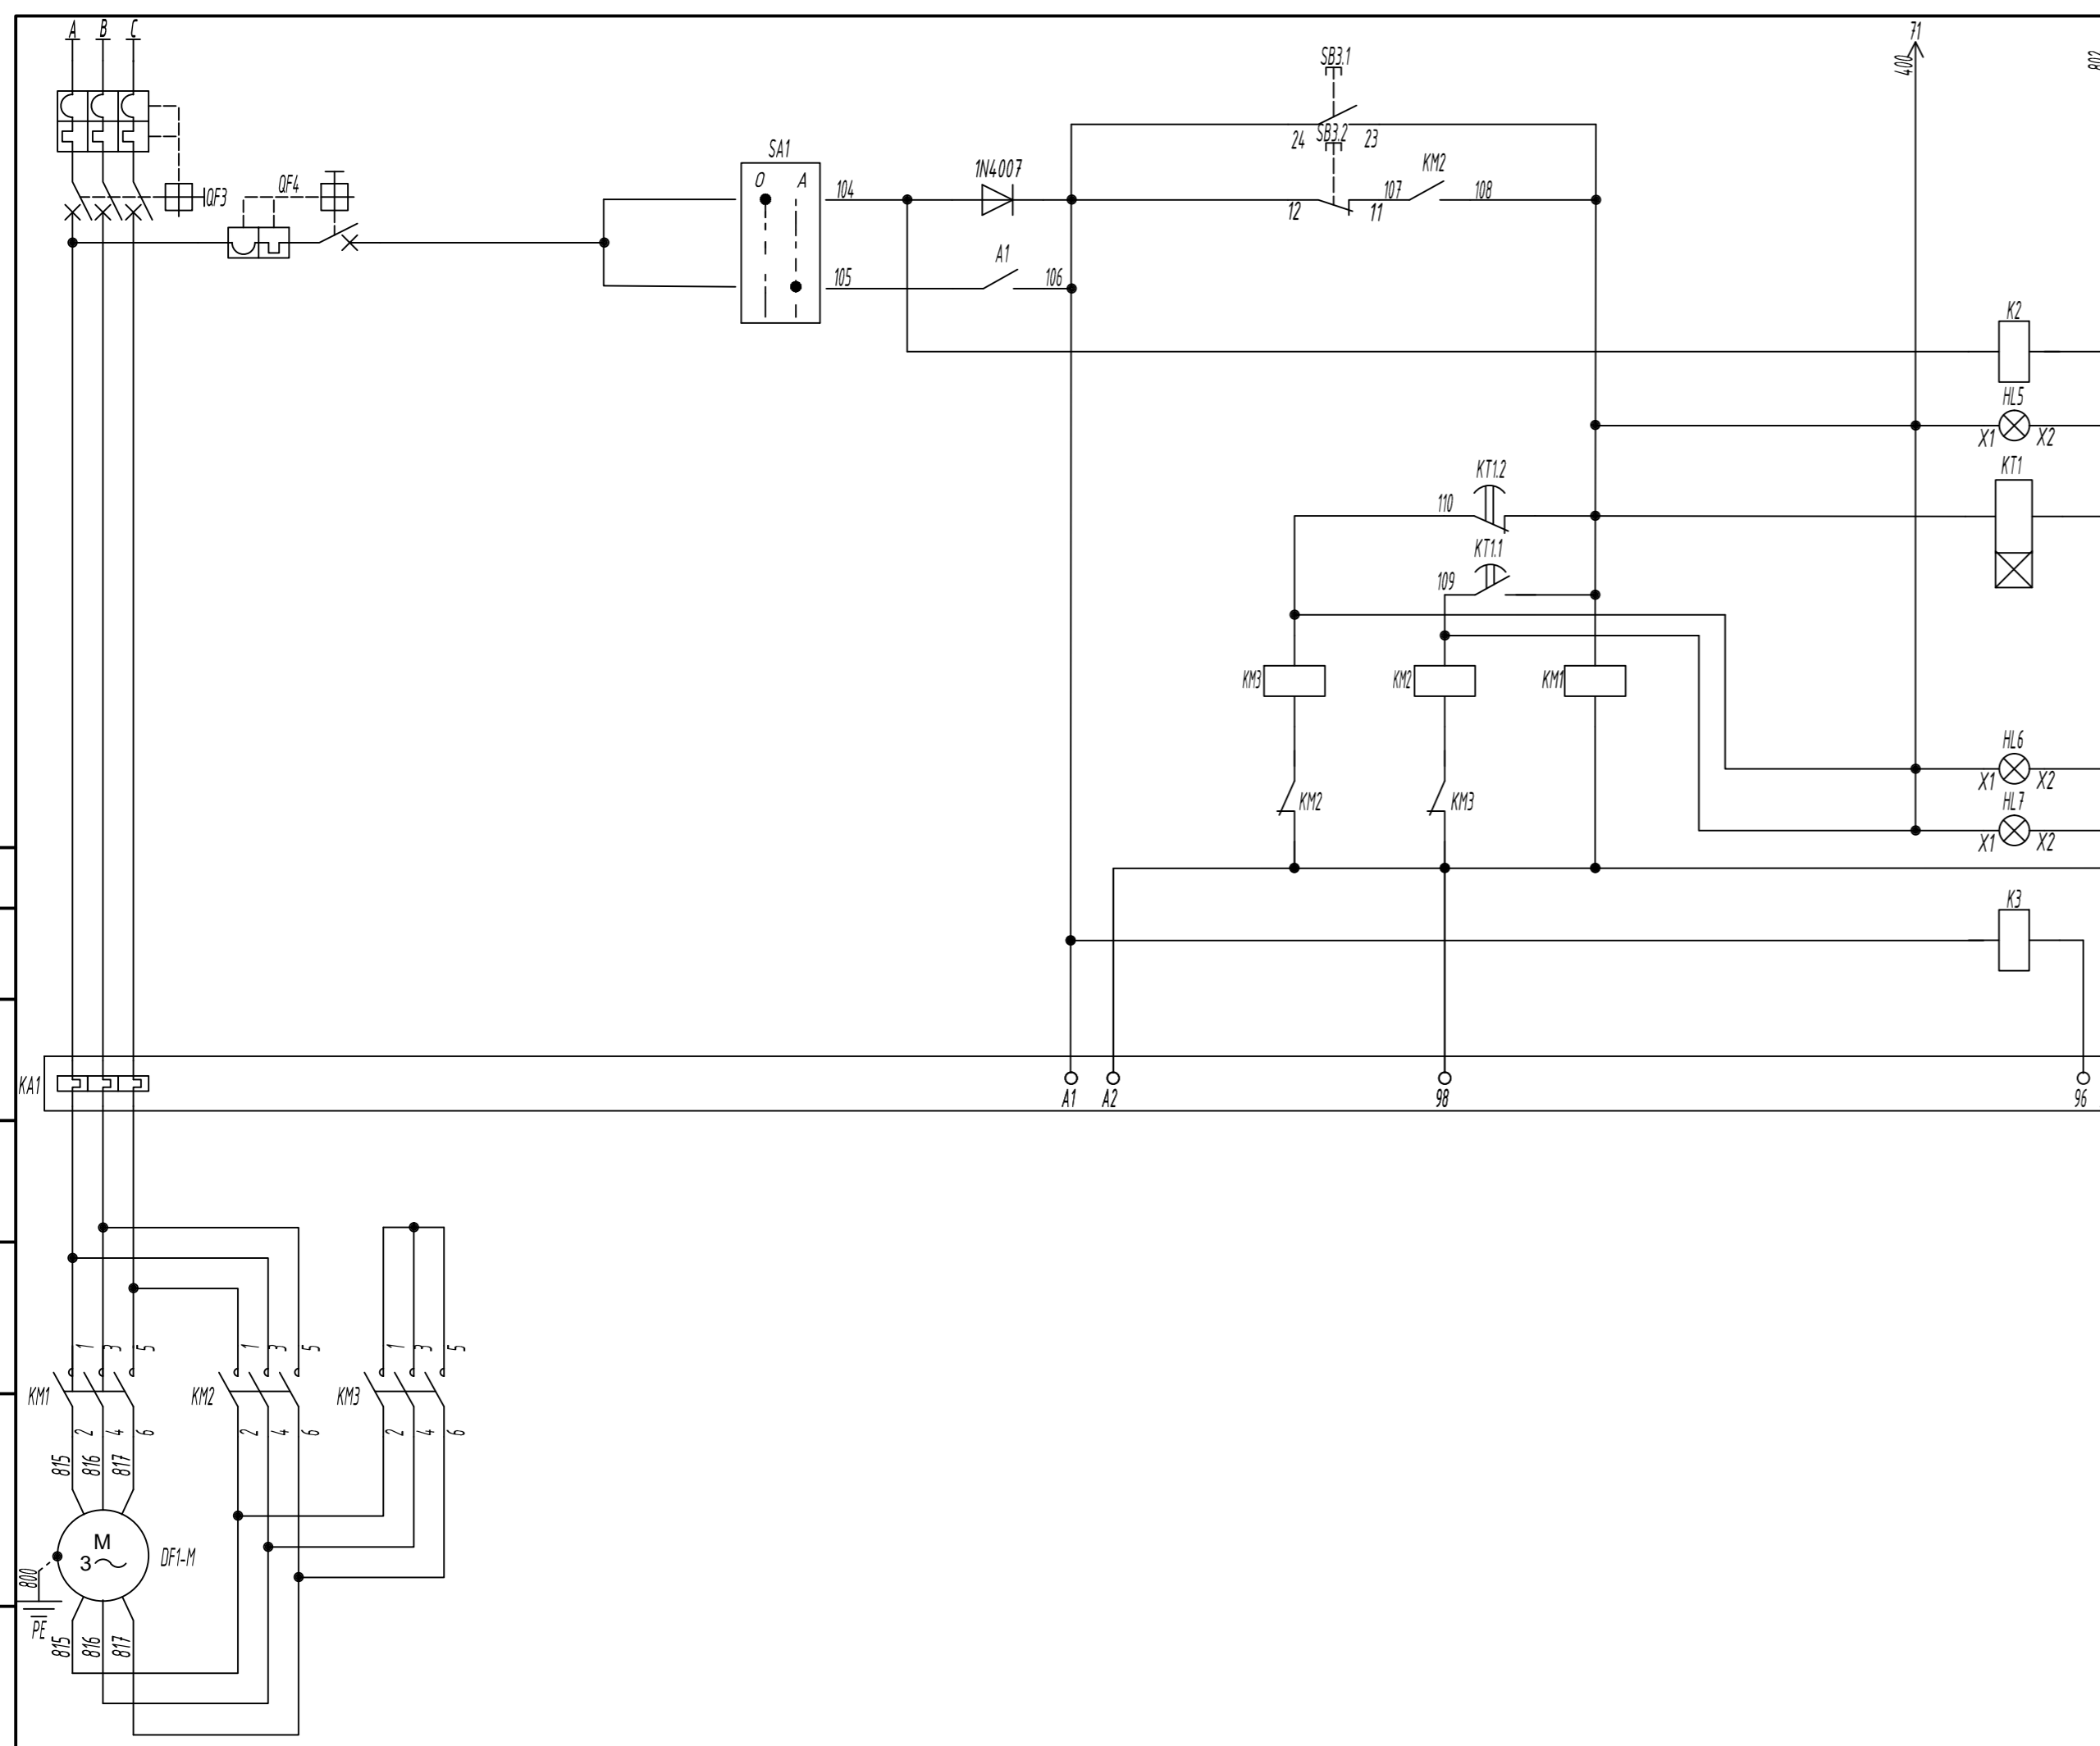 A B C
71
400
802
SB3.1
24 SB3.2 23
SA1
O A
1N4007
KM2
104
107
108
12
11
QF3
QF4
A1
105
106
K2
HL5
X1 X2
KT1.2
KT1
110
KT1.1
109
KM3
KM2
KM1
HL6
X1 X2
KM2
KM3
HL7
X1 X2
K3
KA1
A1
A2
98
96
1 3 5
1 3 5
1 3 5
KM1
KM2
KM3
2 4 6
2 4 6
2 4 6
815 816 817
M
3
DF1-M
800
PE
815 816 817